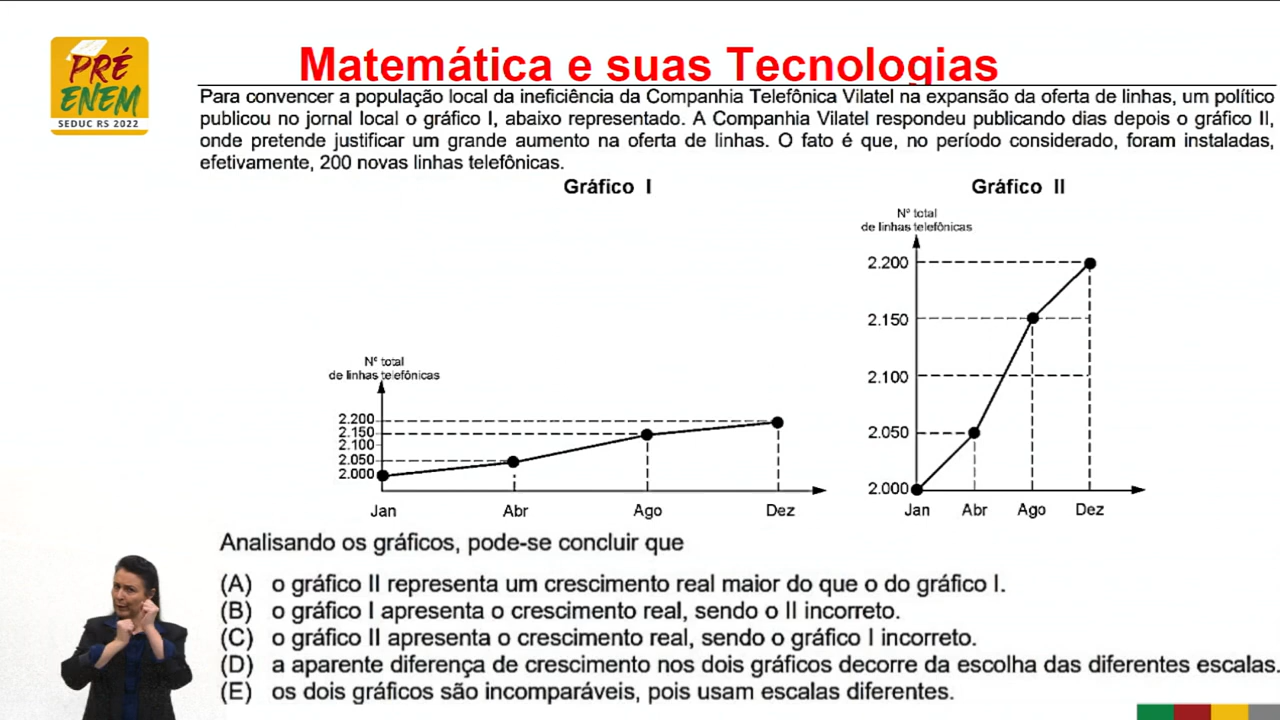 PRÉ
ENEM
SEDUC RS 2022
Matemática e suas Tecnologias
Para convencer a população local da ineficiência da Companhia Telefônica Vilatel na expansão da oferta de linhas, um político
publicou no jornal local o gráfico I, abaixo representado. A Companhia Vilatel respondeu publicando dias depois o gráfico II,
onde pretende justificar um grande aumento na oferta de linhas. O fato é que, no período considerado, foram instaladas,
efetivamente, 200 novas linhas telefônicas.
Gráfico I
Nº total
de linhas telefônicas
2.200
2.150
2.100
2.050
2.000
Jan Abr Ago Dez
Gráfico II
Nº total
de linhas telefônicas
2.200
2.150
2.100
2.050
2.000
Jan Abr Ago Dez
Analisando os gráficos, pode-se concluir que
(A) o gráfico II representa um crescimento real maior do que o do gráfico I.
(B) o gráfico I apresenta o crescimento real, sendo o II incorreto.
(C) o gráfico II apresenta o crescimento real, sendo o gráfico I incorreto.
(D) a aparente diferença de crescimento nos dois gráficos decorre da escolha das diferentes escalas.
(E) os dois gráficos são incomparáveis, pois usam escalas diferentes.